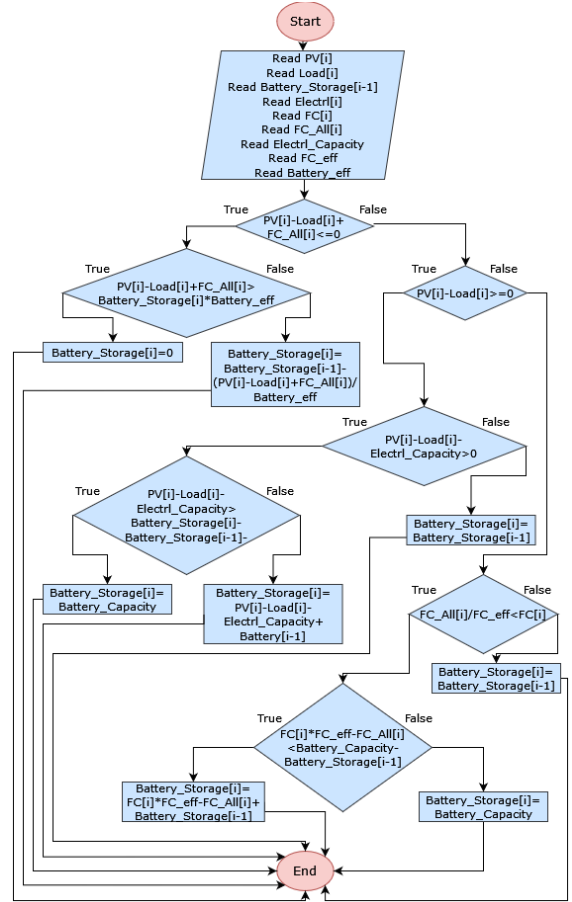 Start
Read PV[i]
Read Load[i]
Read Battery_Storage[i-1]
Read Electrl[i]
Read FC[i]
Read FC_All[i]
Read Electrl_Capacity
Read FC_eff
Read Battery_eff
True
False
PV[i]-Load[i]+
FC_All[i]<=0
True
False
PV[i]-Load[i]+FC_All[i]>
Battery_Storage[i]*Battery_eff
True
False
PV[i]-Load[i]>=0
Battery_Storage[i]=0
Battery_Storage[i]=
Battery_Storage[i-1]-
(PV[i]-Load[i]+FC_All[i])/
Battery_eff
True
False
PV[i]-Load[i]-
Electrl_Capacity>0
True
False
PV[i]-Load[i]-
Electrl_Capacity>
Battery_Storage[i]-
Battery_Storage[i-1]-
Battery_Storage[i]=
Battery_Storage[i-1]
Battery_Storage[i]=
Battery_Capacity
Battery_Storage[i]=
PV[i]-Load[i]-
Electrl_Capacity+
Battery[i-1]
True
False
FC_All[i]/FC_eff<FC[i]
Battery_Storage[i]=
Battery_Storage[i-1]
True
False
FC[i]*FC_eff-FC_All[i]
<Battery_Capacity-
Battery_Storage[i-1]
Battery_Storage[i]=
FC[i]*FC_eff-FC_All[i]+
Battery_Storage[i-1]
Battery_Storage[i]=
Battery_Capacity
End